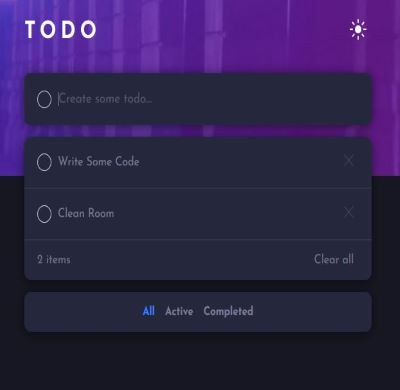 TODO
Create some todo...
Write Some Code
Clean Room
2 items Clear all
All Active Completed